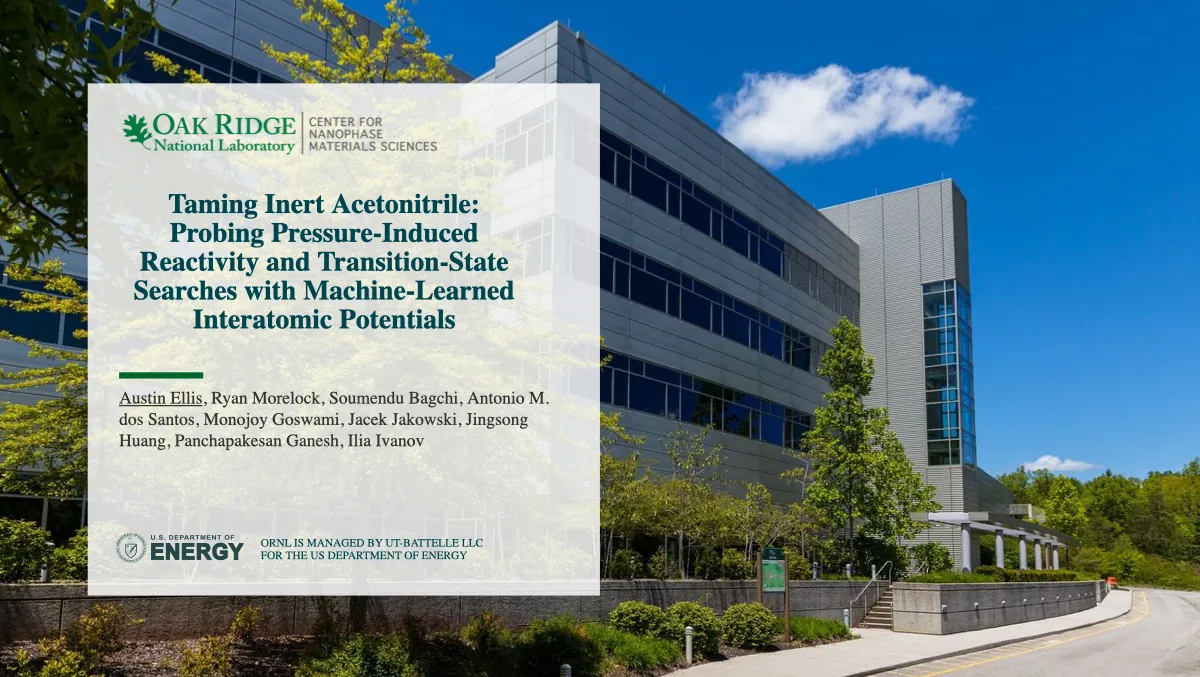 OAK RIDGE
National Laboratory
CENTER FOR
NANOPHASE
MATERIALS SCIENCES
Taming Inert Acetonitrile:
Probing Pressure-Induced
Reactivity and Transition-State
Searches with Machine-Learned
Interatomic Potentials
Austin Ellis, Ryan Morelock, Soumendu Bagchi, Antonio M.
dos Santos, Monojoy Goswami, Jacek Jakowski, Jingsong
Huang, Panchapakesan Ganesh, Ilia Ivanov
U.S. DEPARTMENT OF
ENERGY
ORNL IS MANAGED BY UT-BATTELLE LLC
FOR THE US DEPARTMENT OF ENERGY